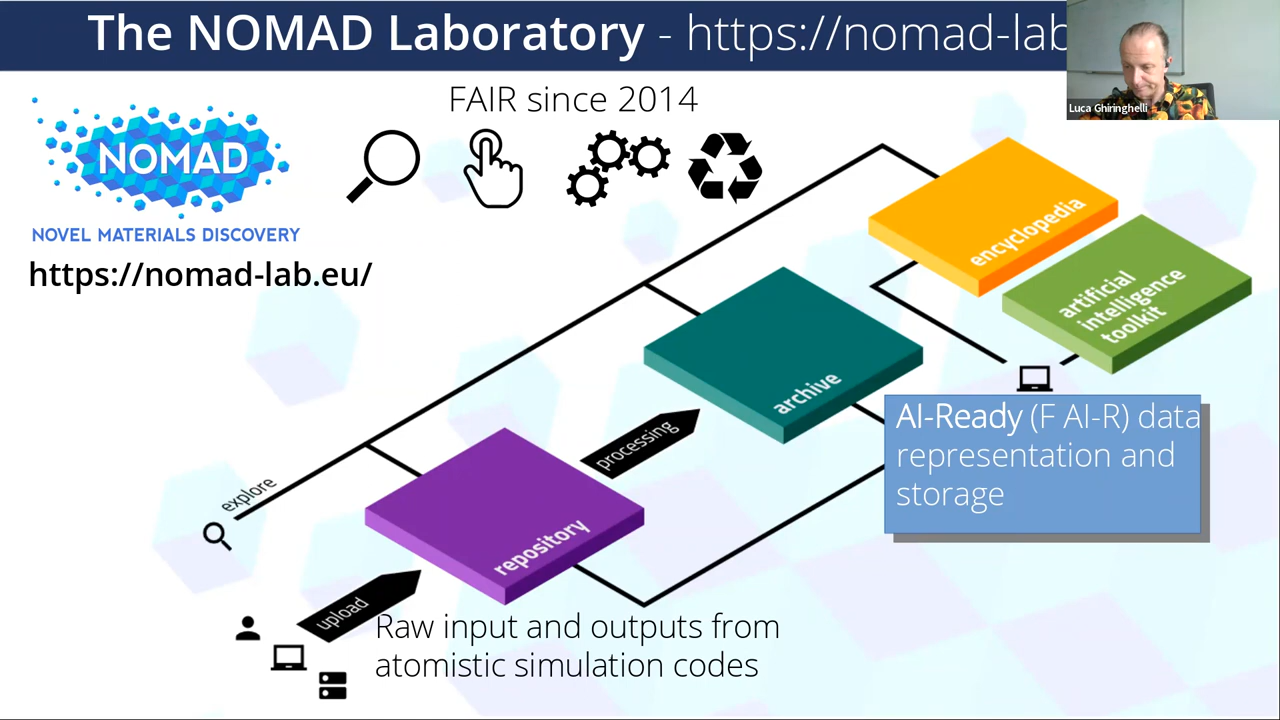 The NOMAD Laboratory - https://nomad-lab
Luca Ghiringhelli
FAIR since 2014
NOMAD
NOVEL MATERIALS DISCOVERY
https://nomad-lab.eu/
encyclopedia
artificial
intelligence
toolkit
archive
processing
AI-Ready (F AI-R) data
representation and
storage
explore
repository
upload
Raw input and outputs from
atomistic simulation codes